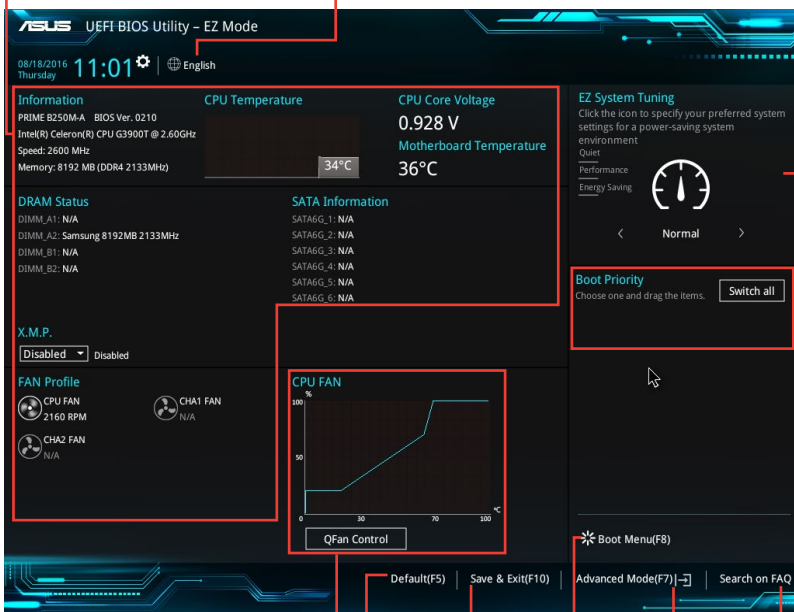 ASUS UEFI BIOS Utility – EZ Mode
08/18/2016
Thursday
11:01
English
Information
PRIME B250M-A BIOS Ver. 0210
Intel(R) Celeron(R) CPU G3900T @ 2.60GHz
Speed: 2600 MHz
Memory: 8192 MB (DDR4 2133MHz)
CPU Temperature
34°C
CPU Core Voltage
0.928 V
Motherboard Temperature
36°C
EZ System Tuning
Click the icon to specify your preferred system
settings for a power-saving system
environment
Quiet
Performance
Energy Saving
< Normal >
DRAM Status
DIMM_A1: N/A
DIMM_A2: Samsung 8192MB 2133MHz
DIMM_B1: N/A
DIMM_B2: N/A
SATA Information
SATA6G_1: N/A
SATA6G_2: N/A
SATA6G_3: N/A
SATA6G_4: N/A
SATA6G_5: N/A
SATA6G_6: N/A
Boot Priority
Choose one and drag the items.
Switch all
X.M.P.
Disabled Disabled
FAN Profile
CPU FAN
2160 RPM
CHA1 FAN
N/A
CHA2 FAN
N/A
CPU FAN
%
100
50
°C
0 30 70 100
QFan Control
Boot Menu(F8)
Default(F5) Save & Exit(F10) Advanced Mode(F7) Search on FAQ